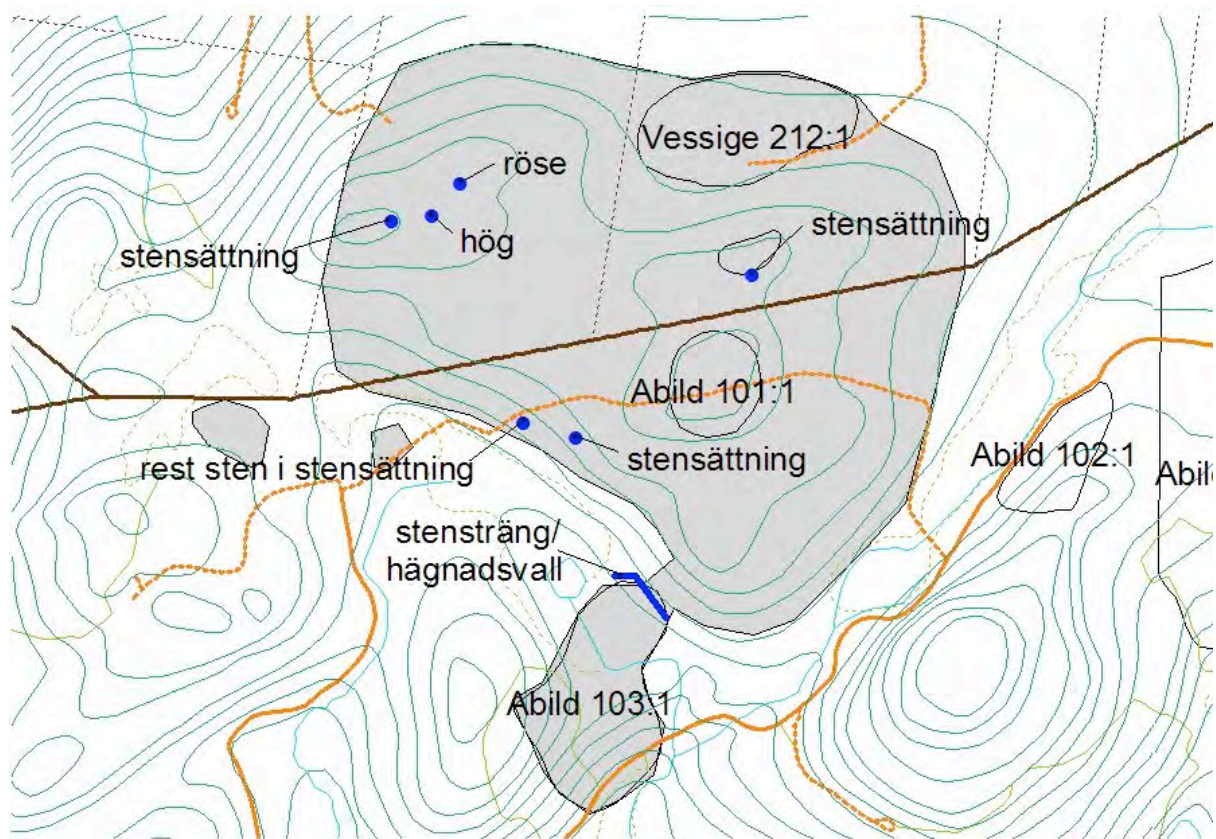 Vessige 212:1
röse
stensättning
hög
stensättning
Abild 101:1
rest sten i stensättning
stensättning
Abild 102:1
Abil
stensträng/
hägnadsvall
Abild 103:1